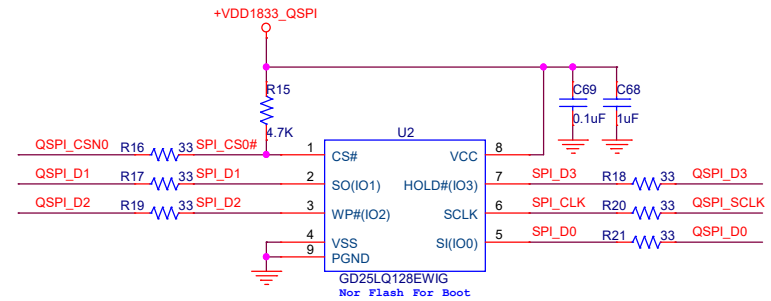 +VDD1833_QSPI
R15
4.7K
C69
0.1uF
C68
1uF
U2
QSPI_CSN0 R16 33 SPI_CS0# 1 CS# VCC 8
QSPI_D1 R17 33 SPI_D1 2 SO(IO1) HOLD#(IO3) 7 SPI_D3 R18 33 QSPI_D3
QSPI_D2 R19 33 SPI_D2 3 WP#(IO2) SCLK 6 SPI_CLK R20 33 QSPI_SCLK
4 VSS SI(IO0) 5 SPI_D0 R21 33 QSPI_D0
9 PGND
GD25LQ128EWIG
Nor Flash For Boot